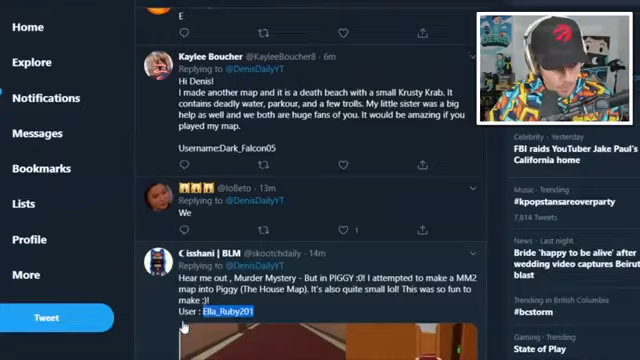 Home
Explore
Notifications
Messages
Bookmarks
Lists
Profile
More
Tweet
E
Kaylee Boucher @KayleeBoucher8 · 6m
Replying to @DenisDailyYT
Hi Denis!
I made another map and it is a death beach with a small Krusty Krab. It
contains deadly water, parkour, and a few trolls. My little sister was a big
help as well and we both are huge fans of you. It would be amazing if you
played my map.
Username:Dark_Falcon05
@IoBeto · 13m
Replying to @DenisDailyYT
We
1
C isshani | BLM @skootchdaily · 14m
Replying to @DenisDailyYT
Hear me out , Murder Mystery - But in PIGGY :0! I attempted to make a MM2
map into Piggy (The House Map). It's also quite small lol! This was so fun to
make :)!
User : Ella_Ruby201
Celebrity · Yesterday
FBI raids YouTuber Jake Paul's
California home
Music · Trending
#kpopstansareoverparty
7,814 Tweets
News · Last night
Bride 'happy to be alive' after
wedding video captures Beirut
blast
Trending in British Columbia
#bcstorm
Gaming · Trending
State of Play